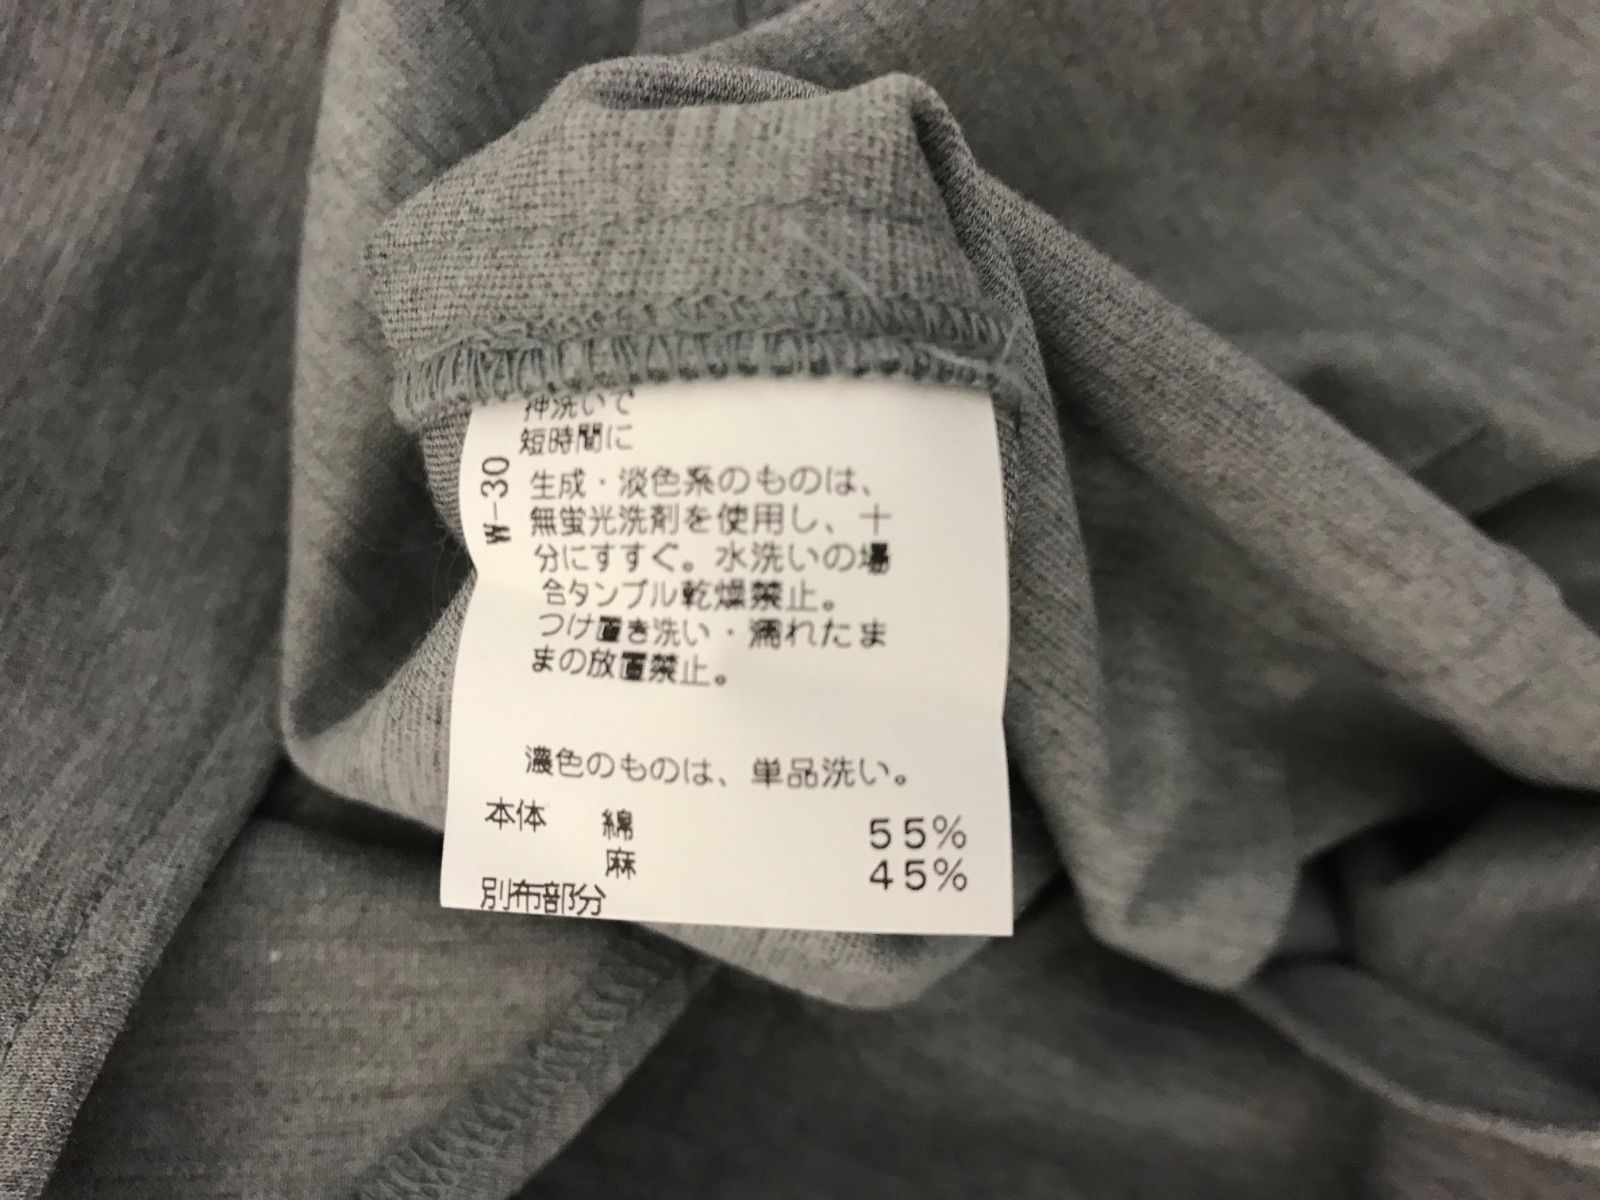 押洗いで
短時間に
W-30
生成・淡色系のものは、
無蛍光洗剤を使用し、十
分にすすぐ。水洗いの場
合タンブル乾燥禁止。
つけ置き洗い・濡れたま
まの放置禁止。
濃色のものは、単品洗い。
本体 綿 55%
麻 45%
別布部分